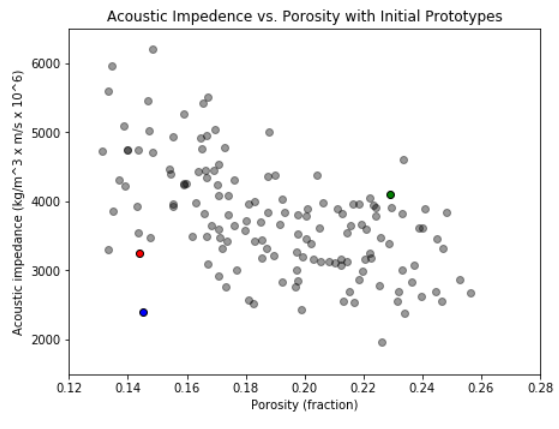 Acoustic Impedence vs. Porosity with Initial Prototypes
Acoustic impedance (kg/m^3 x m/s x 10^6)
6000
5000
4000
3000
2000
0.12 0.14 0.16 0.18 0.20 0.22 0.24 0.26 0.28
Porosity (fraction)